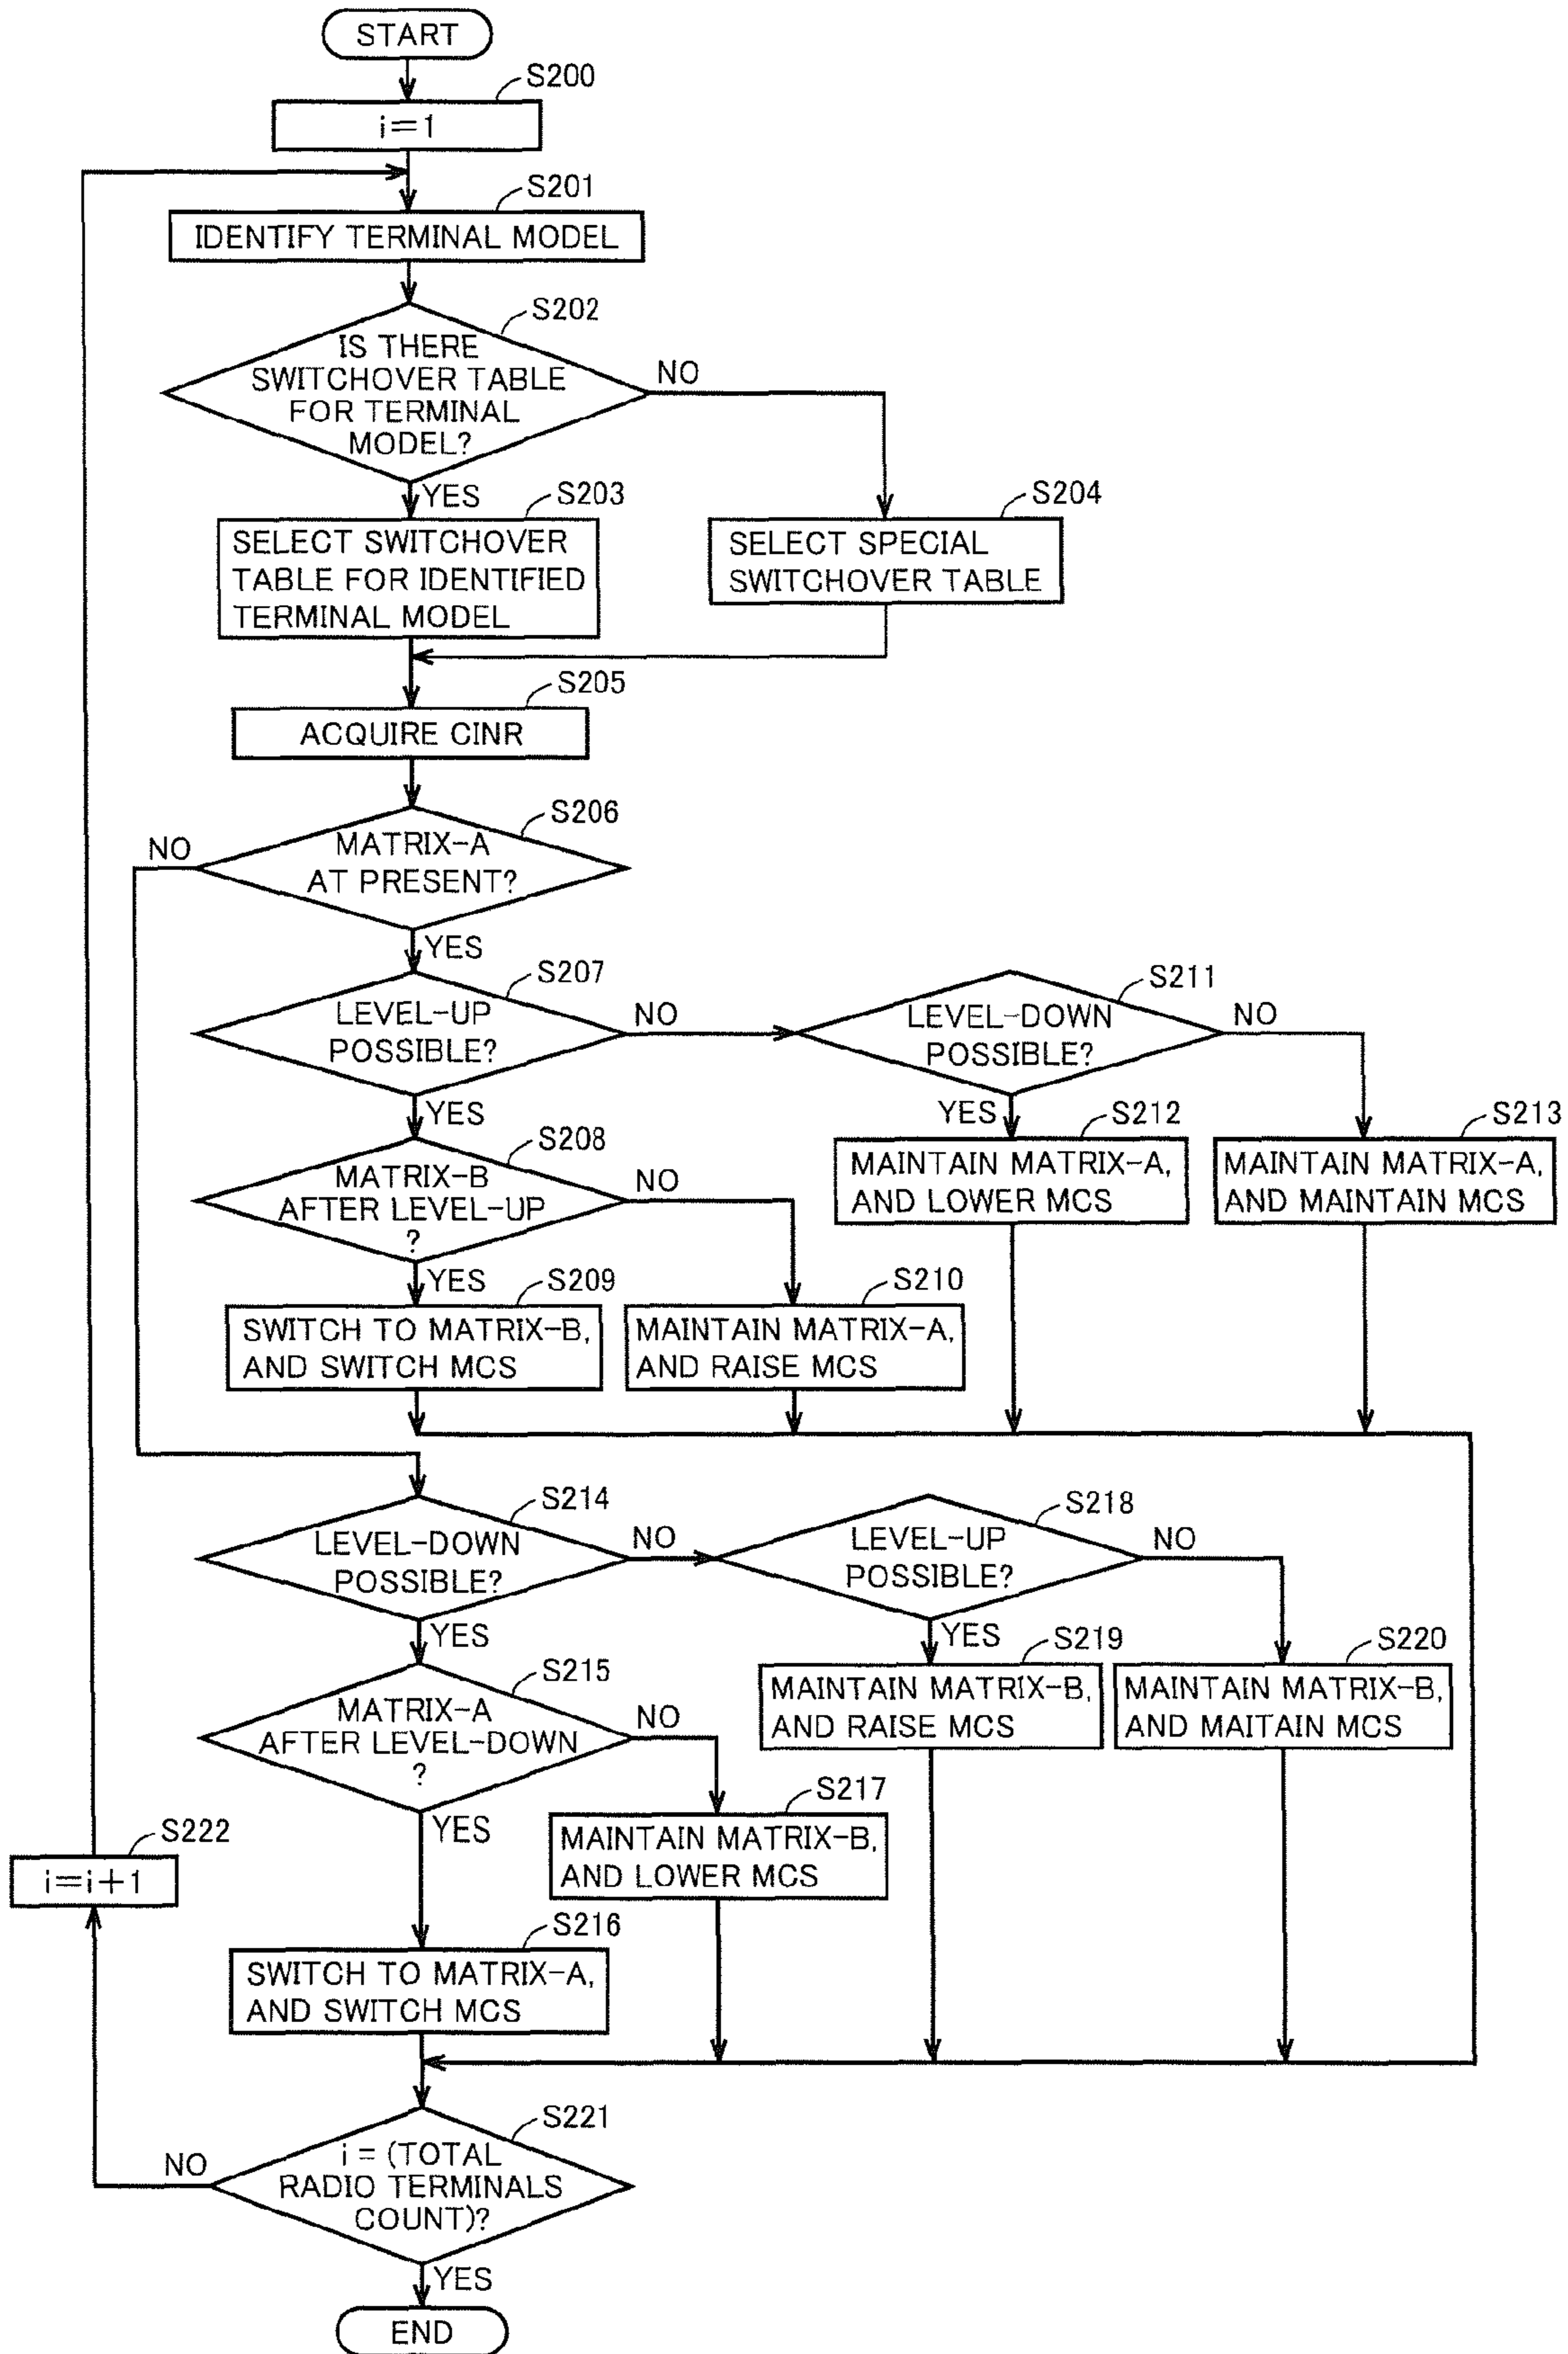 START
S200
i=1
S201
IDENTIFY TERMINAL MODEL
S202
IS THERE
SWITCHOVER TABLE
FOR TERMINAL
MODEL?
NO
YES
S203
SELECT SWITCHOVER
TABLE FOR IDENTIFIED
TERMINAL MODEL
S204
SELECT SPECIAL
SWITCHOVER TABLE
S205
ACQUIRE CINR
S206
MATRIX-A
AT PRESENT?
NO
YES
S207
LEVEL-UP
POSSIBLE?
NO
S211
LEVEL-DOWN
POSSIBLE?
NO
YES
YES
S212
MAINTAIN MATRIX-A,
AND LOWER MCS
S213
MAINTAIN MATRIX-A,
AND MAINTAIN MCS
S208
MATRIX-B
AFTER LEVEL-UP
?
NO
YES
S209
SWITCH TO MATRIX-B,
AND SWITCH MCS
S210
MAINTAIN MATRIX-A,
AND RAISE MCS
S214
LEVEL-DOWN
POSSIBLE?
NO
S218
LEVEL-UP
POSSIBLE?
NO
YES
YES
S219
MAINTAIN MATRIX-B,
AND RAISE MCS
S220
MAINTAIN MATRIX-B,
AND MAITAIN MCS
S215
MATRIX-A
AFTER LEVEL-DOWN
?
NO
YES
S217
MAINTAIN MATRIX-B,
AND LOWER MCS
S222
i=i+1
S216
SWITCH TO MATRIX-A,
AND SWITCH MCS
S221
i = (TOTAL
RADIO TERMINALS
COUNT)?
NO
YES
END